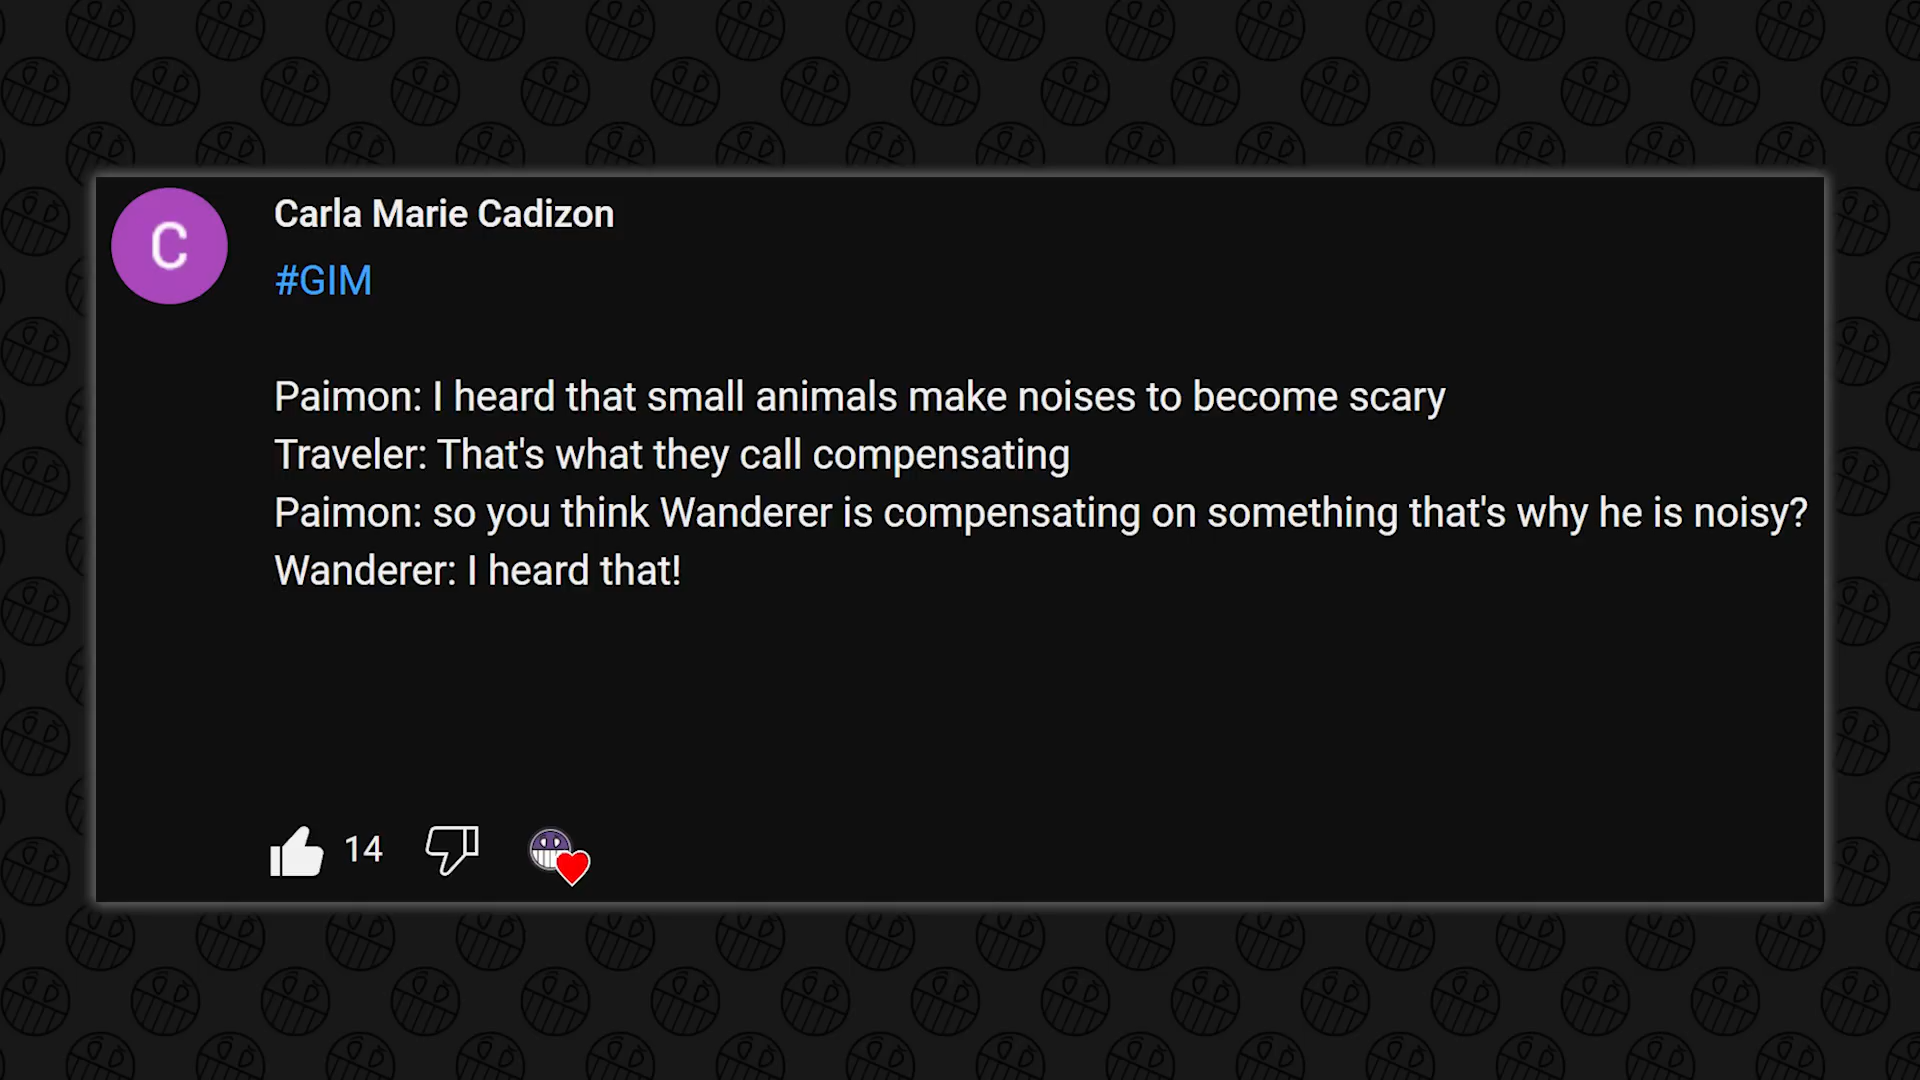 C
Carla Marie Cadizon
#GIM
Paimon: I heard that small animals make noises to become scary
Traveler: That's what they call compensating
Paimon: so you think Wanderer is compensating on something that's why he is noisy?
Wanderer: I heard that!
14